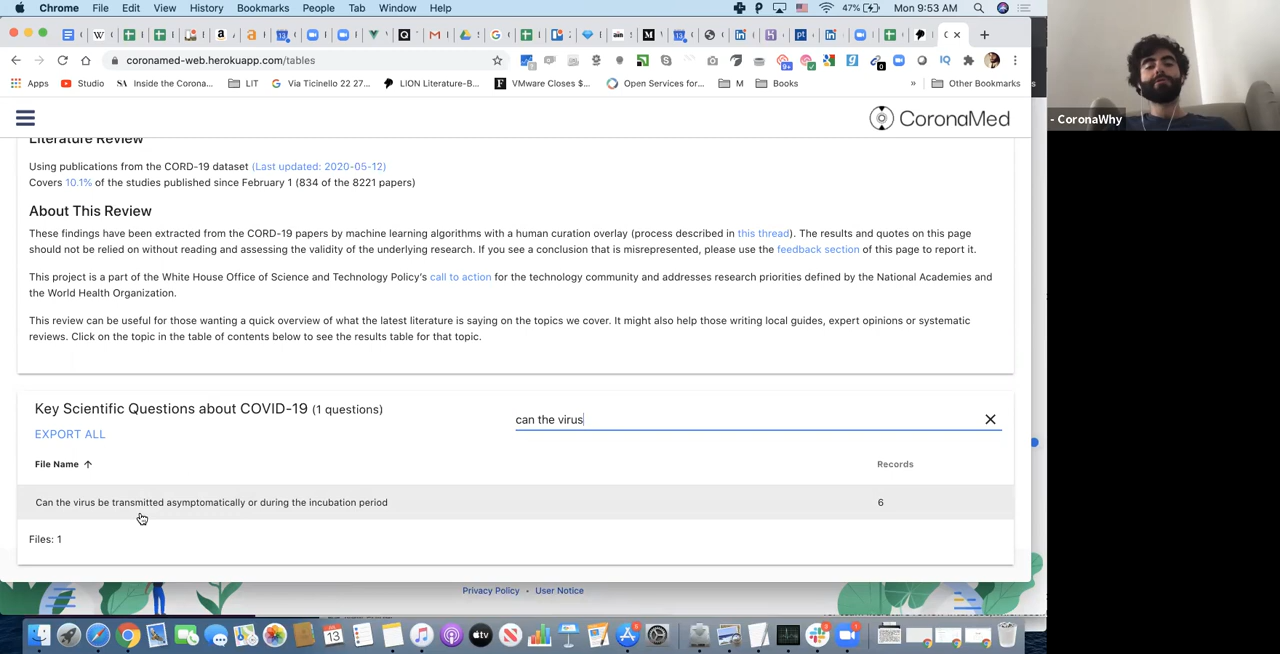 Chrome File Edit View History Bookmarks People Tab Window Help 47% Mon 9:53 AM
coronamed-web.herokuapp.com/tables
Apps Studio Inside the Corona... LIT Via Ticinello 22 27... LION Literature-B... VMware Closes $... Open Services for... M Books » Other Bookmarks
- CoronaWhy
CoronaMed
Literature Review
Using publications from the CORD-19 dataset (Last updated: 2020-05-12)
Covers 10.1% of the studies published since February 1 (834 of the 8221 papers)
About This Review
These findings have been extracted from the CORD-19 papers by machine learning algorithms with a human curation overlay (process described in this thread). The results and quotes on this page
should not be relied on without reading and assessing the validity of the underlying research. If you see a conclusion that is misrepresented, please use the feedback section of this page to report it.
This project is a part of the White House Office of Science and Technology Policy's call to action for the technology community and addresses research priorities defined by the National Academies and
the World Health Organization.
This review can be useful for those wanting a quick overview of what the latest literature is saying on the topics we cover. It might also help those writing local guides, expert opinions or systematic
reviews. Click on the topic in the table of contents below to see the results table for that topic.
Key Scientific Questions about COVID-19 (1 questions)
can the virus
EXPORT ALL
File Name Records
Can the virus be transmitted asymptomatically or during the incubation period 6
Files: 1
Privacy Policy • User Notice